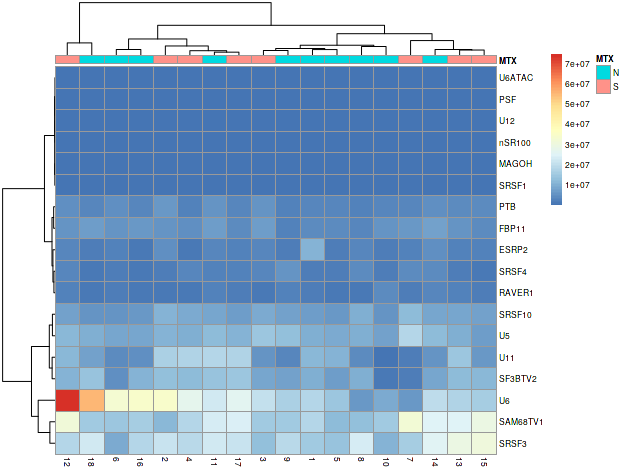 MTX
U6ATAC
PSF
U12
nSR100
MAGOH
SRSF1
PTB
FBP11
ESRP2
SRSF4
RAVER1
SRSF10
U5
U11
SF3BTV2
U6
SAM68TV1
SRSF3
12 18 6 16 2 4 11 17 3 9 1 5 8 10 7 14 13 15
7e+07
6e+07
5e+07
4e+07
3e+07
2e+07
1e+07
MTX
N
S